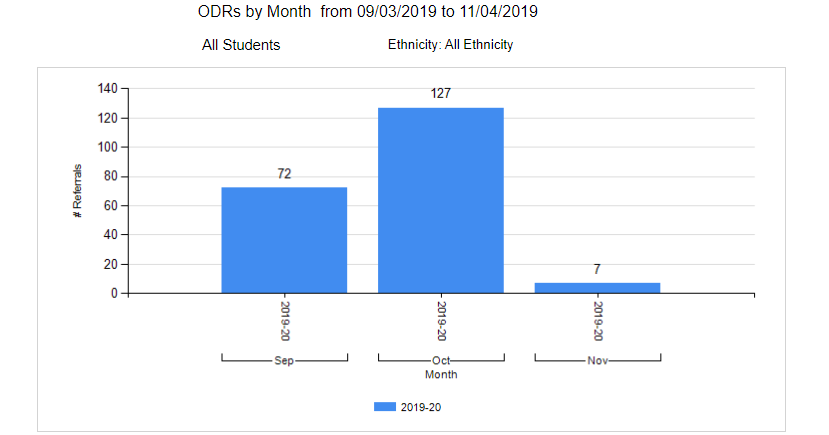 ODRs by Month  from 09/03/2019 to 11/04/2019
All Students
Ethnicity: All Ethnicity
140
120
100
80
60
40
20
0
# Referrals
72
127
7
2019-20
2019-20
2019-20
Sep
Oct
Nov
Month
2019-20